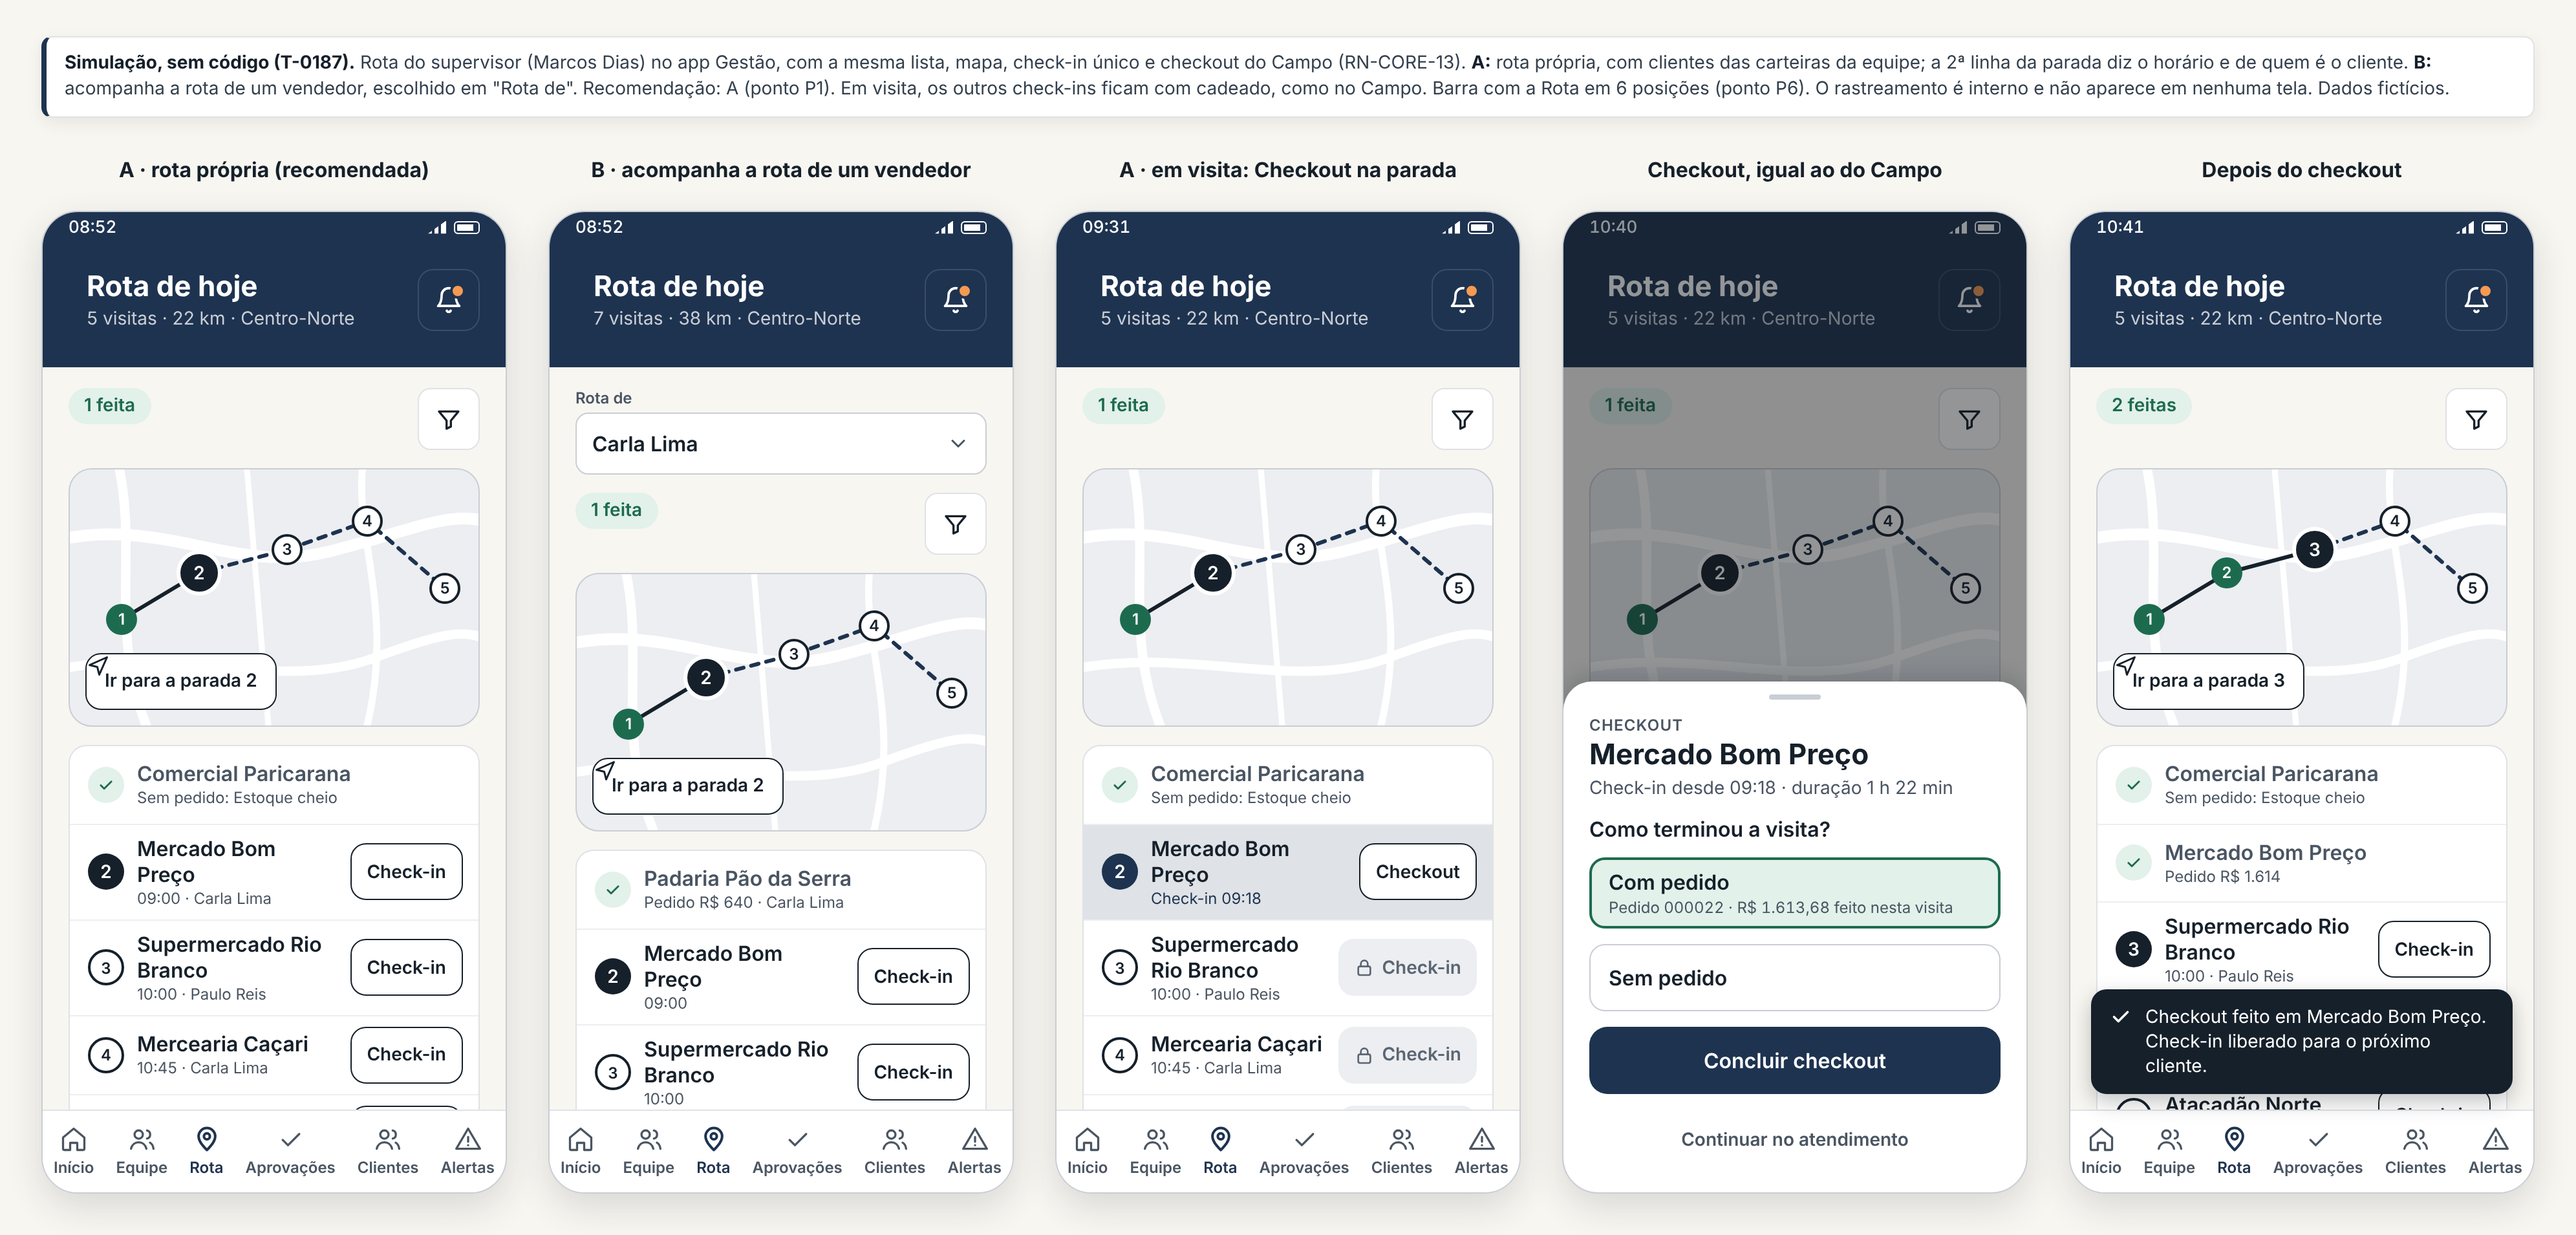 Simulação, sem código (T-0187). Rota do supervisor (Marcos Dias) no app Gestão, com a mesma lista, mapa, check-in único e checkout do Campo (RN-CORE-13). A: rota própria, com clientes das carteiras da equipe; a 2ª linha da parada diz o horário e de quem é o cliente. B:
acompanha a rota de um vendedor, escolhido em "Rota de". Recomendação: A (ponto P1). Em visita, os outros check-ins ficam com cadeado, como no Campo. Barra com a Rota em 6 posições (ponto P6). O rastreamento é interno e não aparece em nenhuma tela. Dados fictícios.
A · rota própria (recomendada)
08:52
Rota de hoje
5 visitas · 22 km · Centro-Norte
1 feita
1
2
3
4
5
Ir para a parada 2
Comercial Paricarana
Sem pedido: Estoque cheio
2
Mercado Bom
Preço
09:00 · Carla Lima
Check-in
3
Supermercado Rio
Branco
10:00 · Paulo Reis
Check-in
4
Mercearia Caçari
10:45 · Carla Lima
Check-in
Início
Equipe
Rota
Aprovações
Clientes
Alertas
B · acompanha a rota de um vendedor
08:52
Rota de hoje
7 visitas · 38 km · Centro-Norte
Rota de
Carla Lima
1 feita
1
2
3
4
5
Ir para a parada 2
Padaria Pão da Serra
Pedido R$ 640 · Carla Lima
2
Mercado Bom
Preço
09:00
Check-in
3
Supermercado Rio
Branco
10:00
Check-in
Início
Equipe
Rota
Aprovações
Clientes
Alertas
A · em visita: Checkout na parada
09:31
Rota de hoje
5 visitas · 22 km · Centro-Norte
1 feita
1
2
3
4
5
Comercial Paricarana
Sem pedido: Estoque cheio
2
Mercado Bom
Preço
Check-in 09:18
Checkout
3
Supermercado
Rio Branco
10:00 · Paulo Reis
Check-in
4
Mercearia Caçari
10:45 · Carla Lima
Check-in
Início
Equipe
Rota
Aprovações
Clientes
Alertas
Checkout, igual ao do Campo
10:40
Rota de hoje
5 visitas · 22 km · Centro-Norte
1 feita
1
2
3
4
5
CHECKOUT
Mercado Bom Preço
Check-in desde 09:18 · duração 1 h 22 min
Como terminou a visita?
Com pedido
Pedido 000022 · R$ 1.613,68 feito nesta visita
Sem pedido
Concluir checkout
Continuar no atendimento
Depois do checkout
10:41
Rota de hoje
5 visitas · 22 km · Centro-Norte
2 feitas
1
2
3
4
5
Ir para a parada 3
Comercial Paricarana
Sem pedido: Estoque cheio
Mercado Bom Preço
Pedido R$ 1.614
3
Supermercado Rio
Branco
10:00 · Paulo Reis
Check-in
Checkout feito em Mercado Bom Preço.
Check-in liberado para o próximo
cliente.
Atacadão Norte
Início
Equipe
Rota
Aprovações
Clientes
Alertas